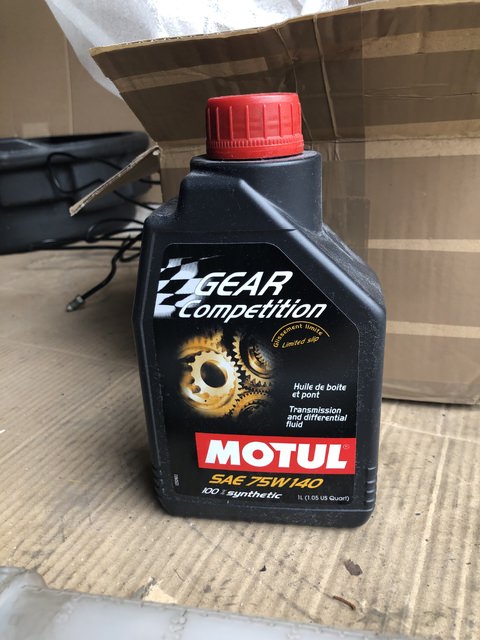 GEAR
Competition
Glissement limité
Limited slip
Huile de boîte
et pont
Transmission
and differential
fluid
MOTUL®
SAE 75W140
100% synthetic
1L (1.05 US Quart)